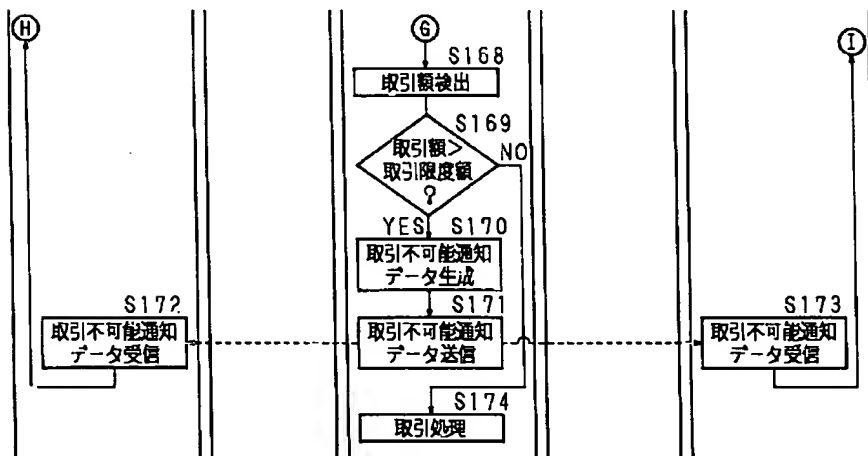 H
G
I
S168
取引額検出
S169
取引額>
取引限度額
?
NO
YES
S170
取引不可能通知
データ生成
S172
取引不可能通知
データ受信
S171
取引不可能通知
データ送信
S173
取引不可能通知
データ受信
S174
取引処理